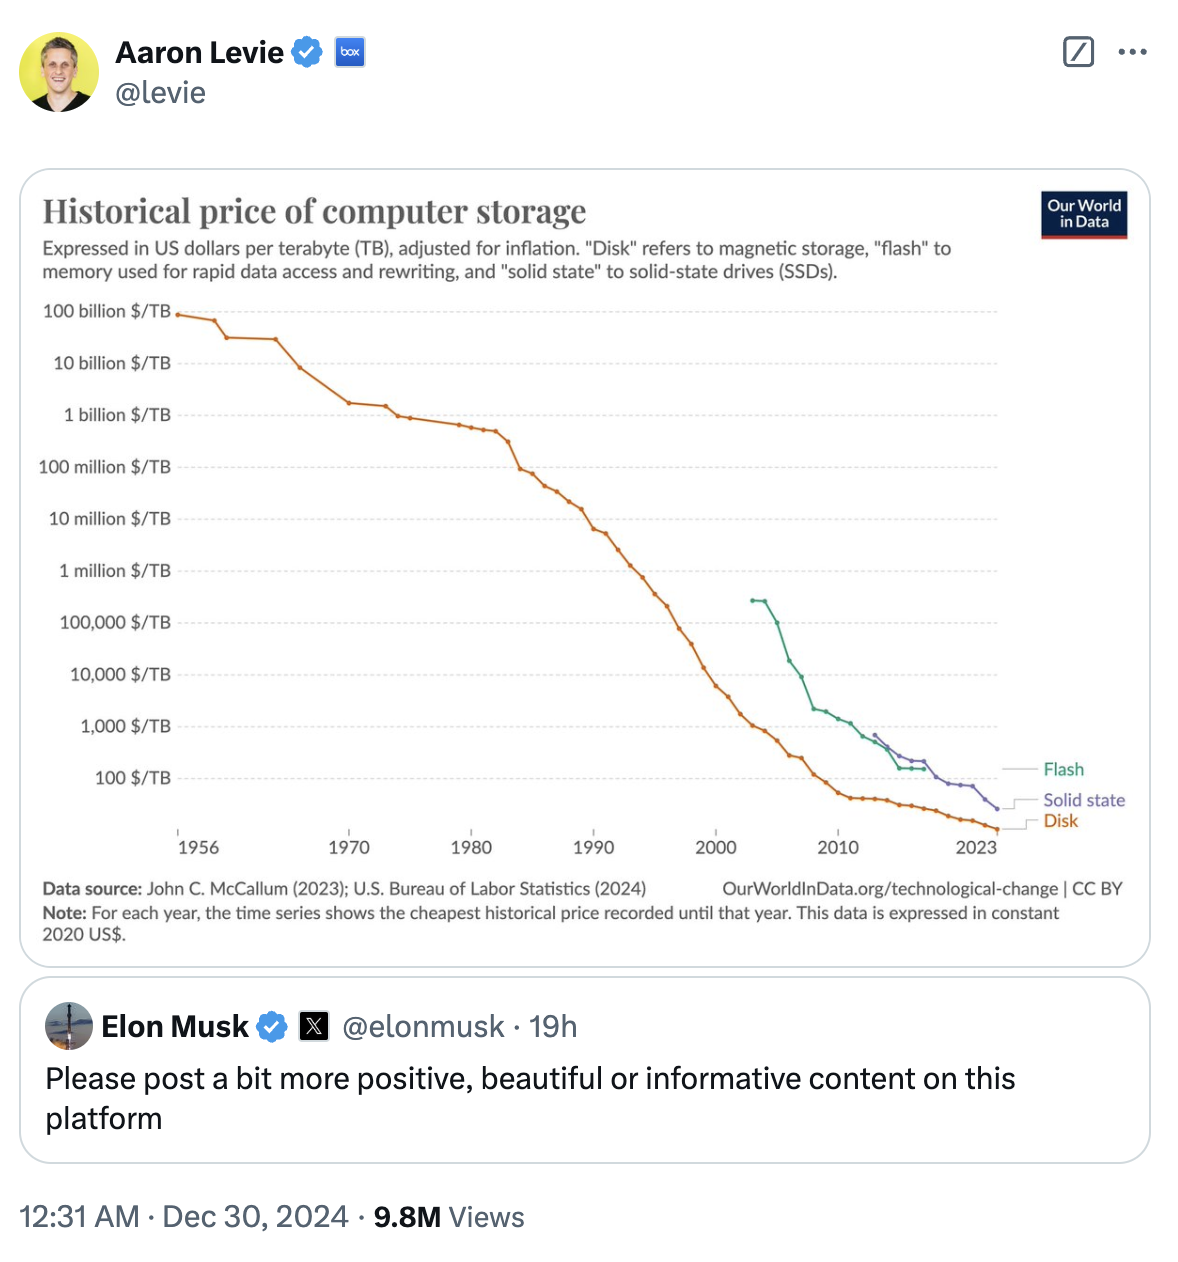 Aaron Levie
box
@levie
Historical price of computer storage
Our World
in Data
Expressed in US dollars per terabyte (TB), adjusted for inflation. "Disk" refers to magnetic storage, "flash" to
memory used for rapid data access and rewriting, and "solid state" to solid-state drives (SSDs).
100 billion $/TB
10 billion $/TB
1 billion $/TB
100 million $/TB
10 million $/TB
1 million $/TB
100,000 $/TB
10,000 $/TB
1,000 $/TB
100 $/TB
Flash
Solid state
Disk
1956
1970
1980
1990
2000
2010
2023
Data source: John C. McCallum (2023); U.S. Bureau of Labor Statistics (2024)
OurWorldInData.org/technological-change | CC BY
Note: For each year, the time series shows the cheapest historical price recorded until that year. This data is expressed in constant
2020 US$.
Elon Musk X @elonmusk · 19h
Please post a bit more positive, beautiful or informative content on this
platform
12:31 AM · Dec 30, 2024 · 9.8M Views